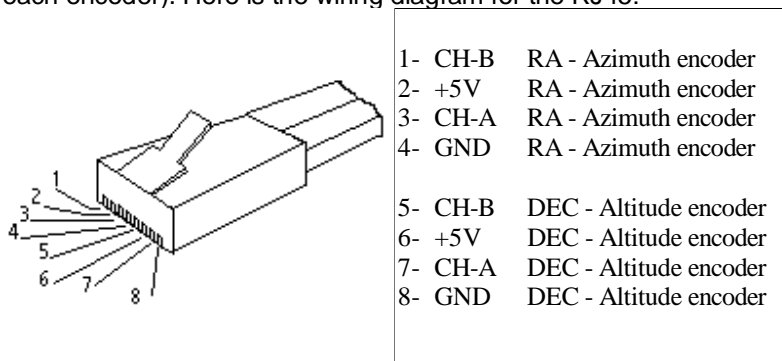 each encoder). Here is the wiring diagram for the RJ-45:
1- CH-B RA - Azimuth encoder
2- +5V RA - Azimuth encoder
3- CH-A RA - Azimuth encoder
4- GND RA - Azimuth encoder
5- CH-B DEC - Altitude encoder
6- +5V DEC - Altitude encoder
7- CH-A DEC - Altitude encoder
8- GND DEC - Altitude encoder
1
2
3
4
5
6
7
8